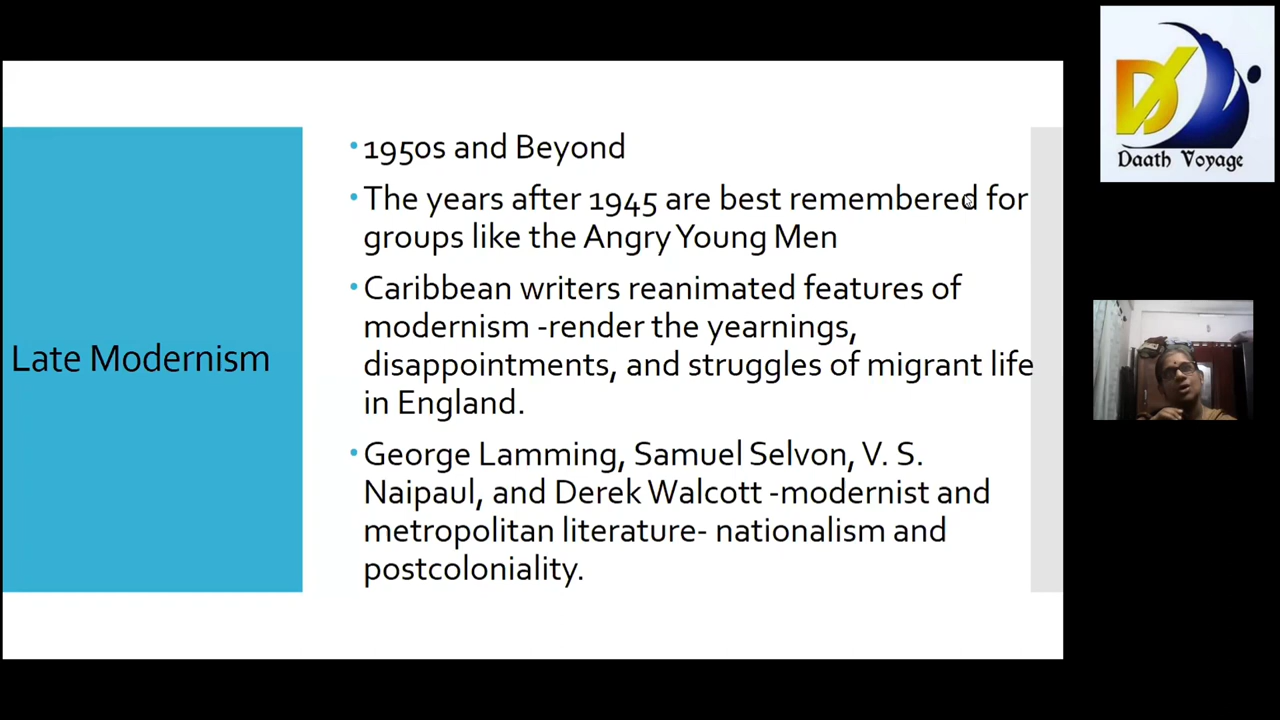 Late Modernism
1950s and Beyond
The years after 1945 are best remembered for
groups like the Angry Young Men
Caribbean writers reanimated features of
modernism -render the yearnings,
disappointments, and struggles of migrant life
in England.
George Lamming, Samuel Selvon, V. S.
Naipaul, and Derek Walcott -modernist and
metropolitan literature- nationalism and
postcoloniality.
Daath Voyage